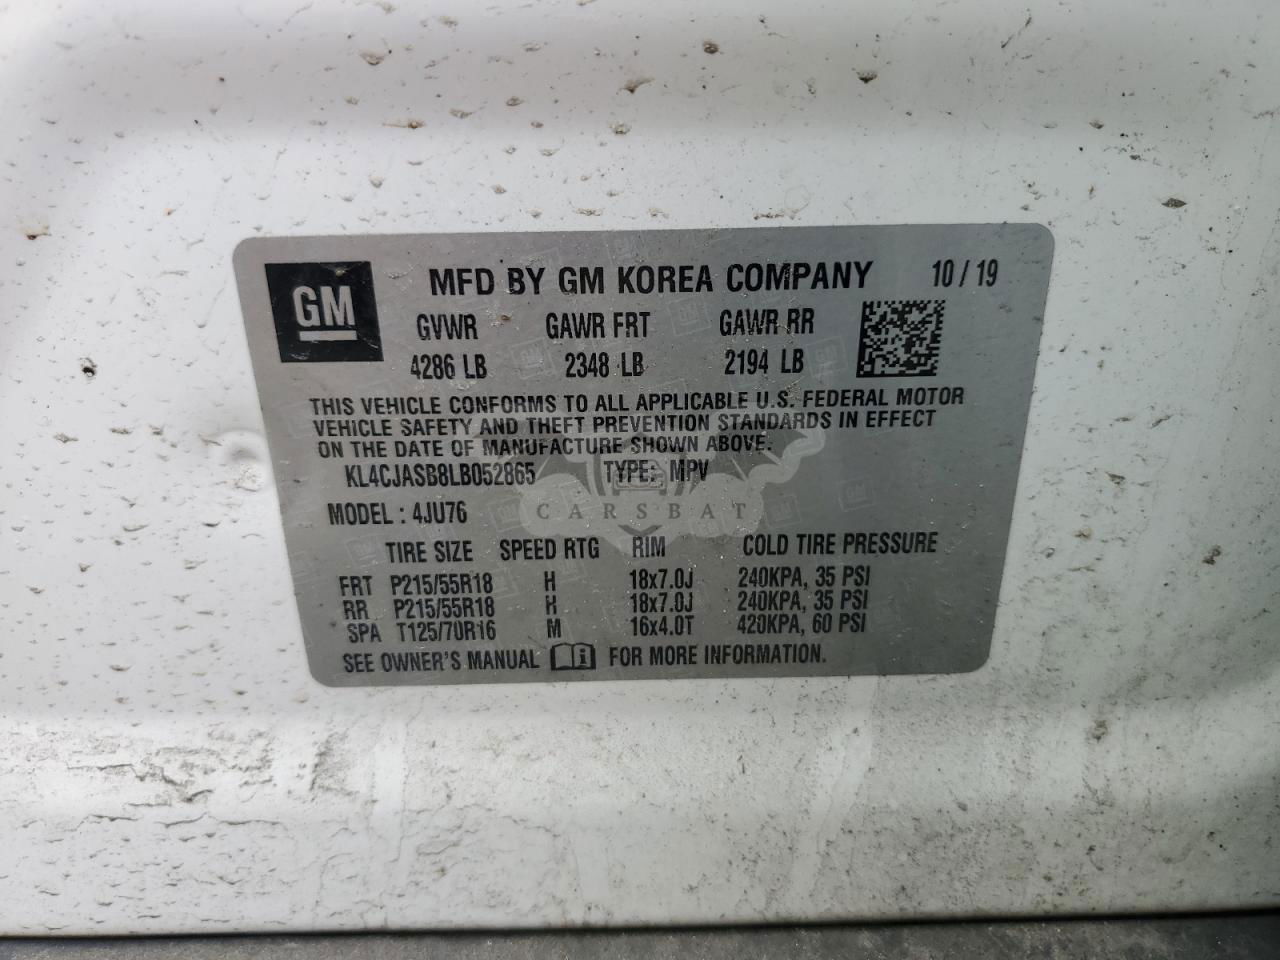 GM
MFD BY GM KOREA COMPANY 10 / 19
GVWR GAWR FRT GAWR RR
4286 LB 2348 LB 2194 LB
THIS VEHICLE CONFORMS TO ALL APPLICABLE U.S. FEDERAL MOTOR
VEHICLE SAFETY AND THEFT PREVENTION STANDARDS IN EFFECT
ON THE DATE OF MANUFACTURE SHOWN ABOVE.
KL4CJASB8LB052865 TYPE: MPV
CARSBAT
MODEL : 4JU76
TIRE SIZE SPEED RTG RIM COLD TIRE PRESSURE
FRT P215/55R18 H 18x7.0J 240KPA, 35 PSI
RR P215/55R18 H 18x7.0J 240KPA, 35 PSI
SPA T125/70R16 M 16x4.0T 420KPA, 60 PSI
SEE OWNER'S MANUAL i FOR MORE INFORMATION.